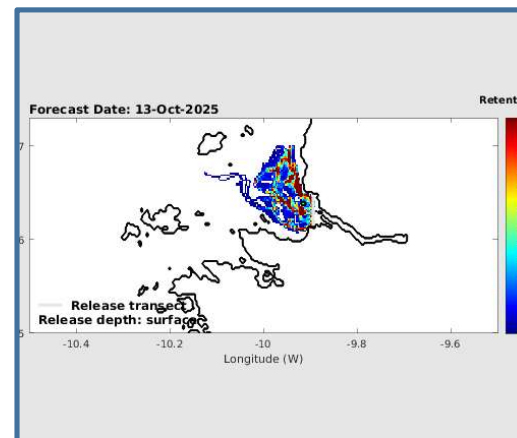 Retent
Forecast Date: 13-Oct-2025
7
6
Release transect
Release depth: surface
5
-10.4 -10.2 -10 -9.8 -9.6
Longitude (W)